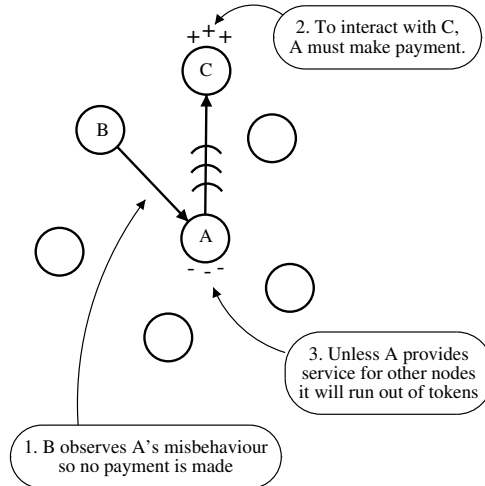 + + +
2. To interact with C,
A must make payment.
C
B
A
- - -
3. Unless A provides
service for other nodes
it will run out of tokens
1. B observes A's misbehaviour
so no payment is made